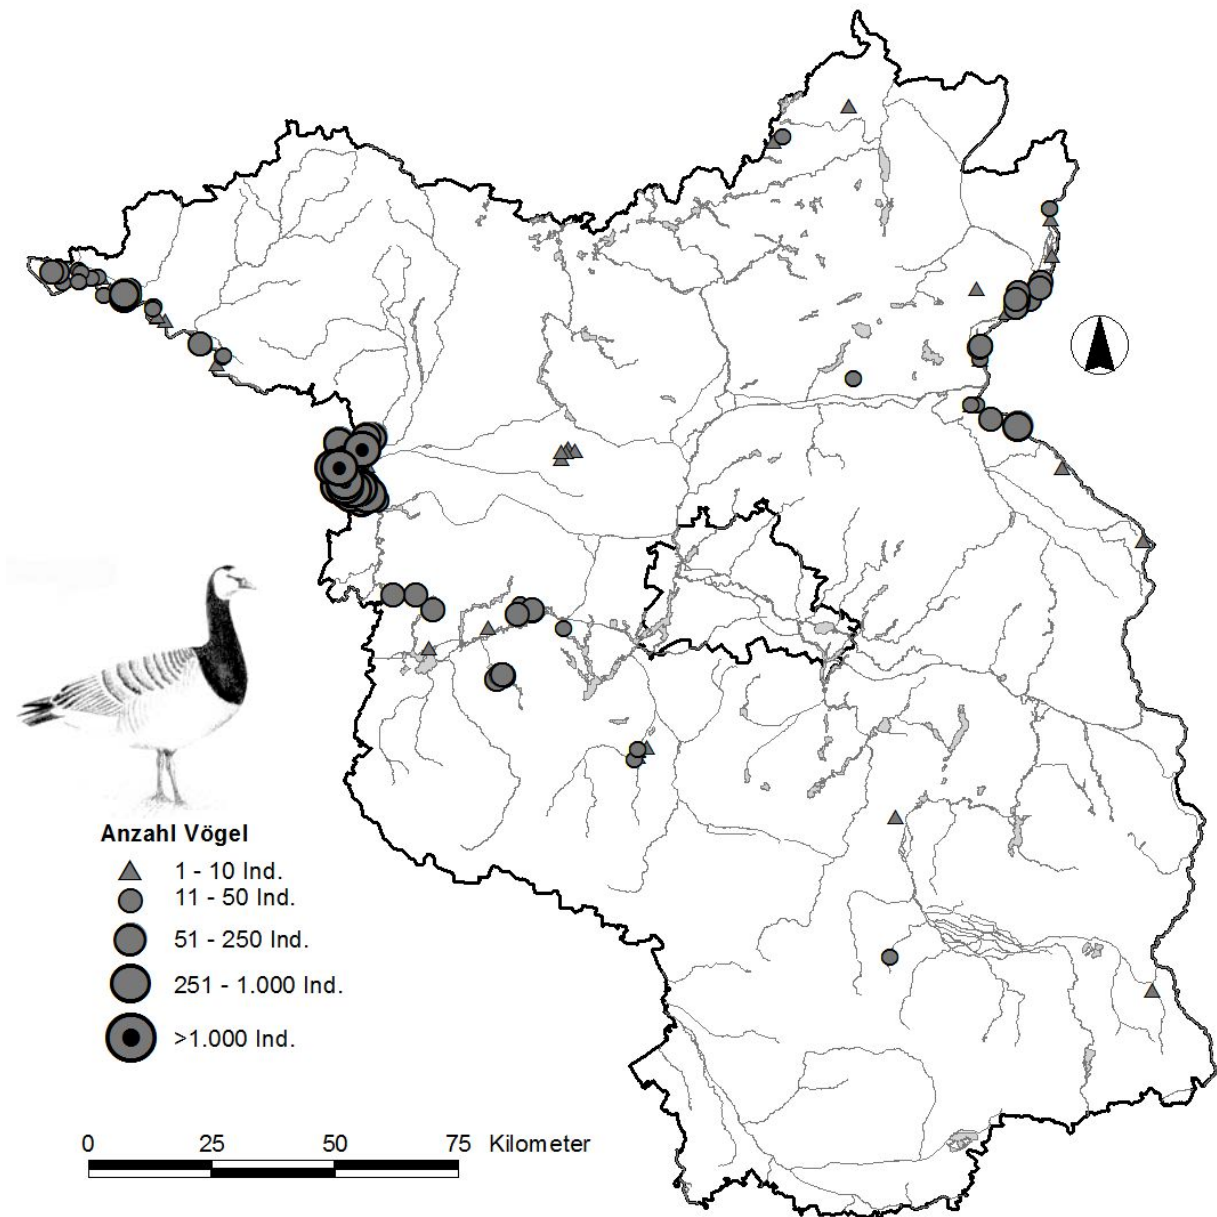 Anzahl Vögel
1 - 10 Ind.
11 - 50 Ind.
51 - 250 Ind.
251 - 1.000 Ind.
>1.000 Ind.
0 25 50 75 Kilometer